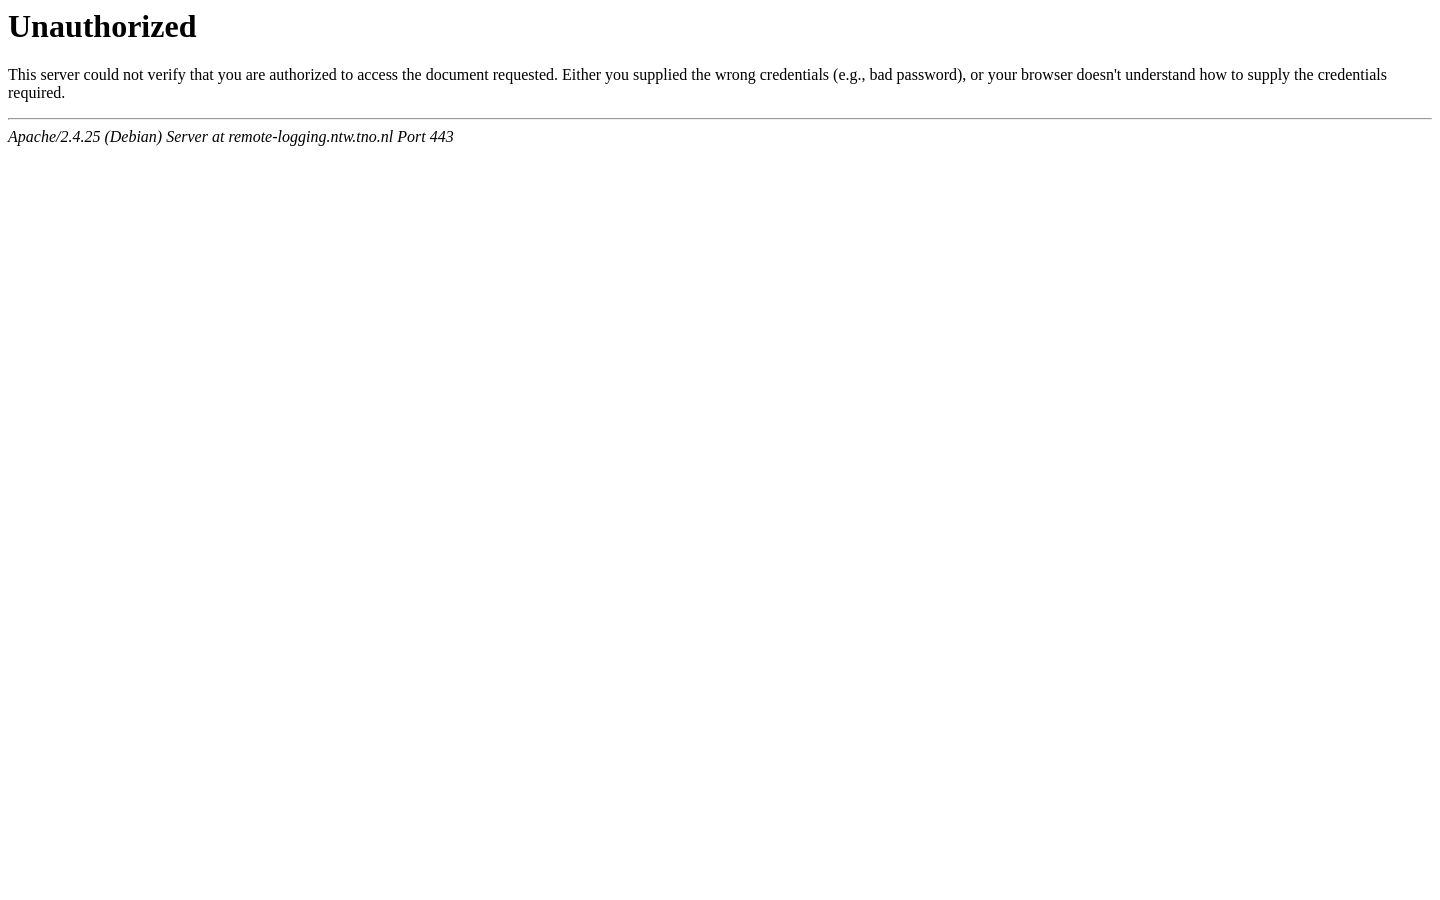 Unauthorized
This server could not verify that you are authorized to access the document requested. Either you supplied the wrong credentials (e.g., bad password), or your browser doesn't understand how to supply the credentials
required.
Apache/2.4.25 (Debian) Server at remote-logging.ntw.tno.nl Port 443